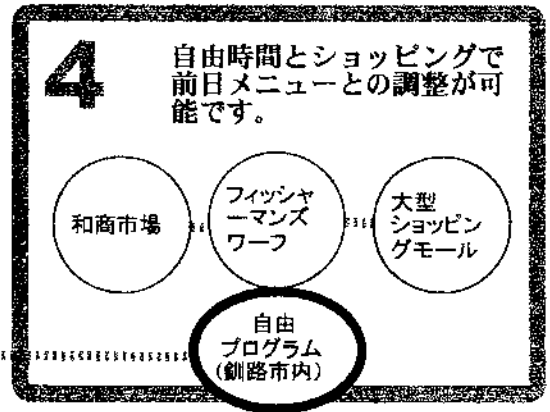 4
自由時間とショッピングで
前日メニューとの調整が可
能です。
和商市場
フィッシャ
ーマンズ
ワーフ
大型
ショッピン
グモール
自由
プログラム
(釧路市内)